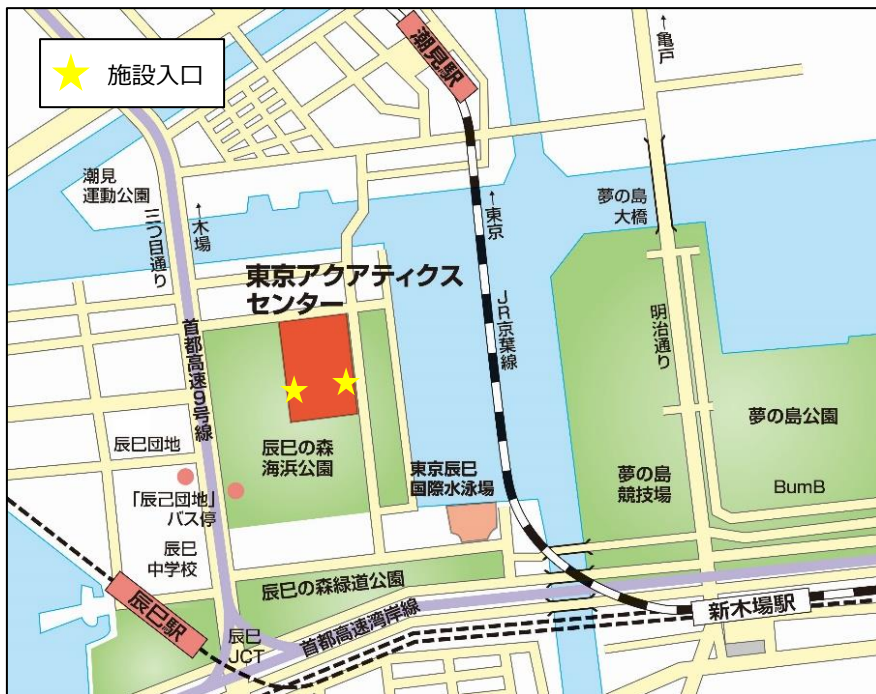 施設入口
潮見駅
←亀戸
潮見
運動公園
三つ目通り
←木場
←東京
夢の島
大橋
東京アクアティクス
センター
JR京葉線
明治通り
首都高速9号線
夢の島公園
辰巳団地
辰巳の森
海浜公園
東京辰巳
国際水泳場
夢の島
競技場
BumB
「辰己団地」
バス停
辰巳
中学校
辰巳の森緑道公園
辰巳駅
首都高速湾岸線
新木場駅
辰巳
JCT